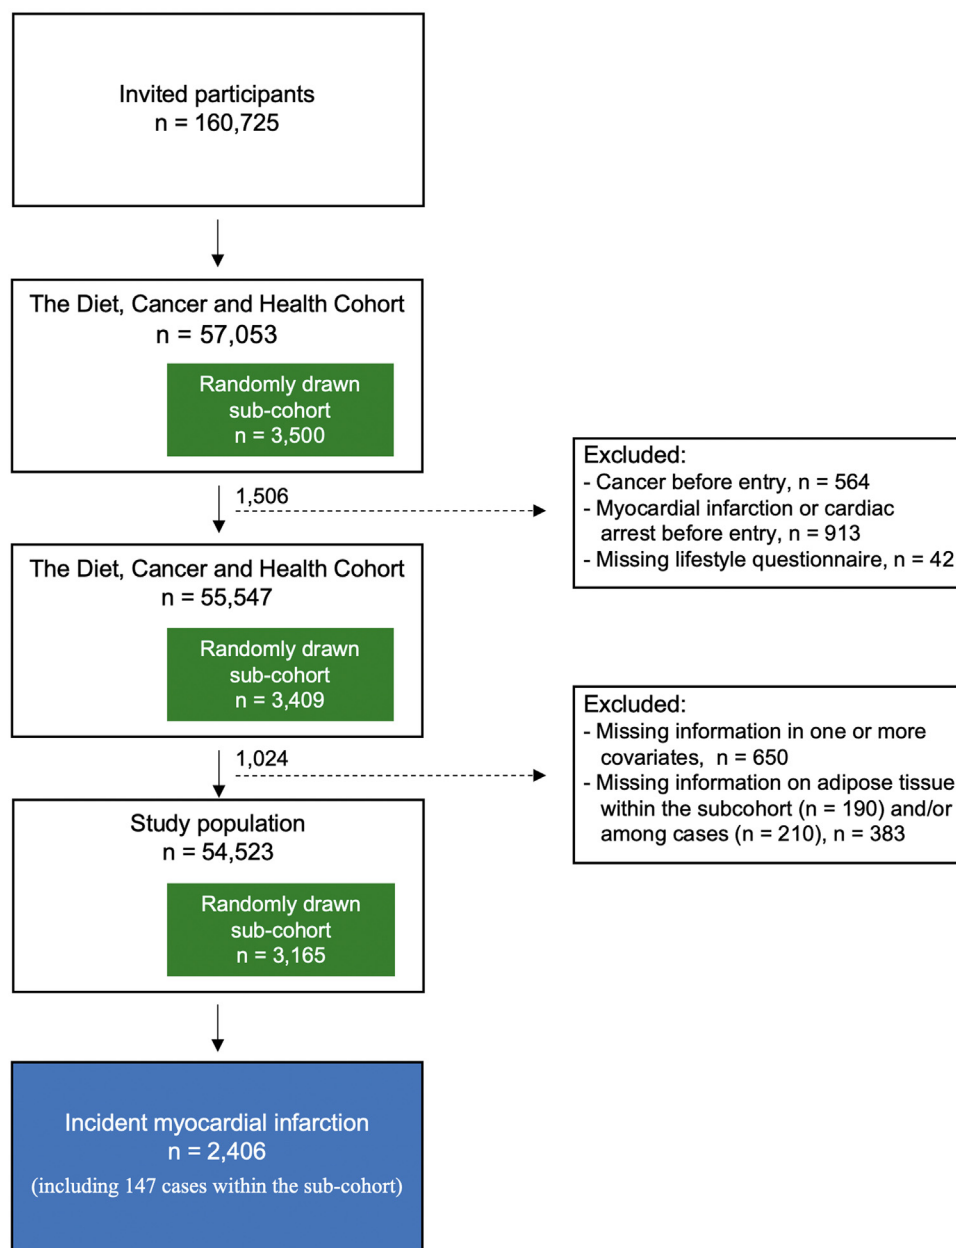 Invited participants
n = 160,725
The Diet, Cancer and Health Cohort
n = 57,053
Randomly drawn
sub-cohort
n = 3,500
1,506
Excluded:
- Cancer before entry, n = 564
- Myocardial infarction or cardiac
arrest before entry, n = 913
- Missing lifestyle questionnaire, n = 42
The Diet, Cancer and Health Cohort
n = 55,547
Randomly drawn
sub-cohort
n = 3,409
1,024
Excluded:
- Missing information in one or more
covariates, n = 650
- Missing information on adipose tissue
within the subcohort (n = 190) and/or
among cases (n = 210), n = 383
Study population
n = 54,523
Randomly drawn
sub-cohort
n = 3,165
Incident myocardial infarction
n = 2,406
(including 147 cases within the sub-cohort)